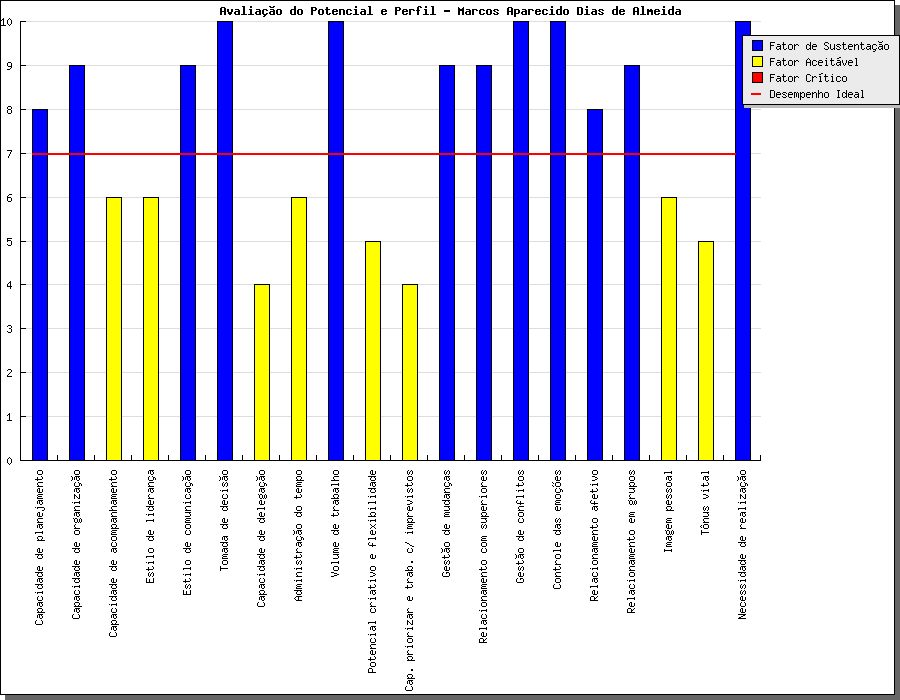 Avaliação do Potencial e Perfil - Marcos Aparecido Dias de Almeida
Fator de Sustentação
Fator Aceitável
Fator Crítico
Desempenho Ideal
10
9
8
7
6
5
4
3
2
1
0
Capacidade de planejamento
Capacidade de organização
Capacidade de acompanhamento
Estilo de liderança
Estilo de comunicação
Tomada de decisão
Capacidade de delegação
Administração do tempo
Volume de trabalho
Potencial criativo e flexibilidade
Cap. priorizar e trab. c/ imprevistos
Gestão de mudanças
Relacionamento com superiores
Gestão de conflitos
Controle das emoções
Relacionamento afetivo
Relacionamento em grupos
Imagem pessoal
Tônus vital
Necessidade de realização